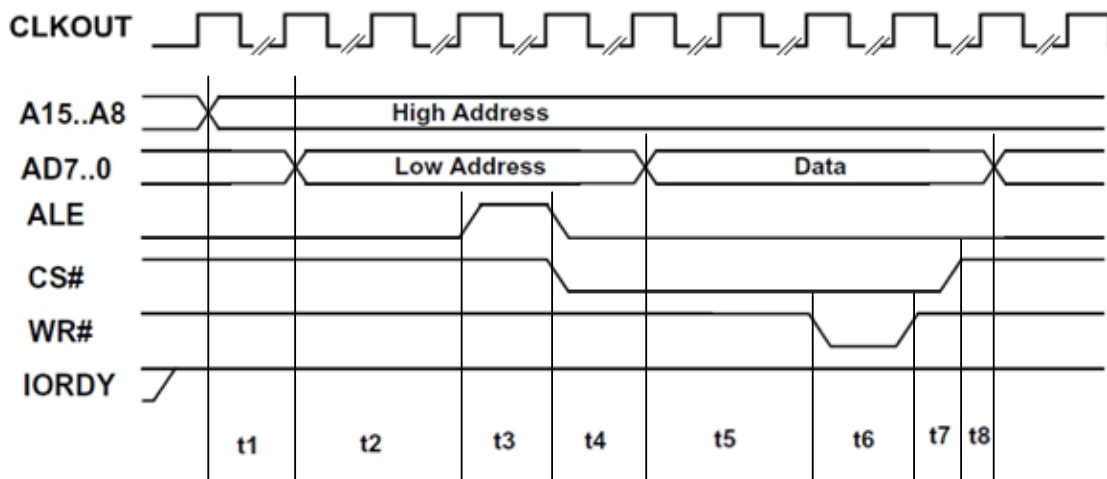 CLKOUT
A15..A8 High Address
AD7..0 Low Address Data
ALE
CS#
WR#
IORDY
t1 t2 t3 t4 t5 t6 t7 t8